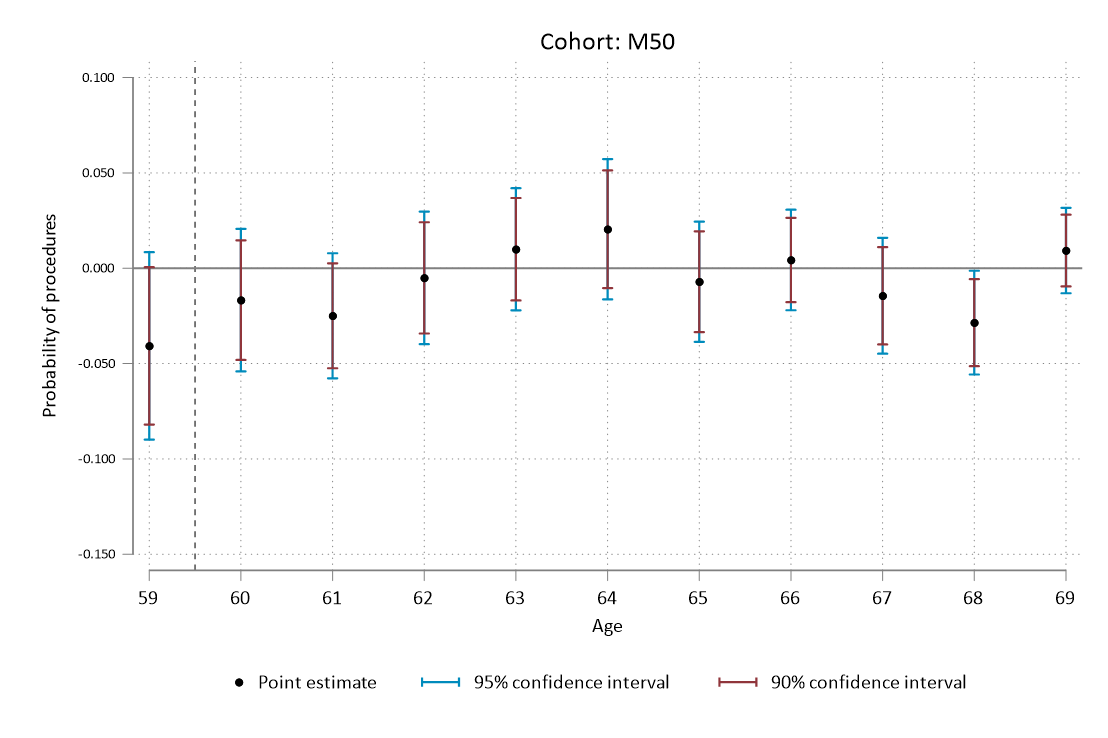 Cohort: M50
0.100
0.050
0.000
-0.050
-0.100
-0.150
Probability of procedures
59 60 61 62 63 64 65 66 67 68 69
Age
Point estimate 95% confidence interval 90% confidence interval